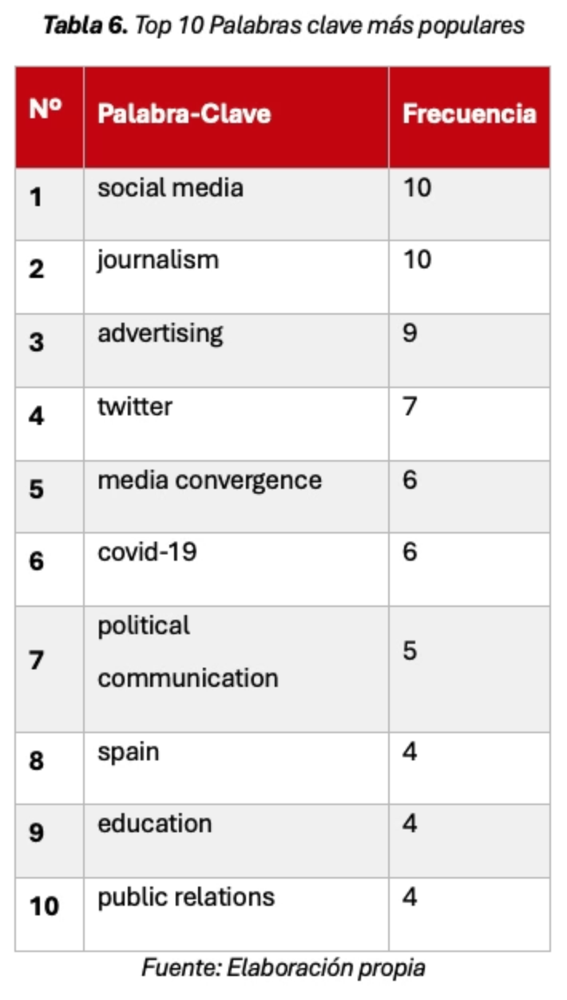 Tabla 6. Top 10 Palabras clave más populares
Nº Palabra-Clave Frecuencia
1 social media 10
2 journalism 10
3 advertising 9
4 twitter 7
5 media convergence 6
6 covid-19 6
7 political communication 5
8 spain 4
9 education 4
10 public relations 4
Fuente: Elaboración propia